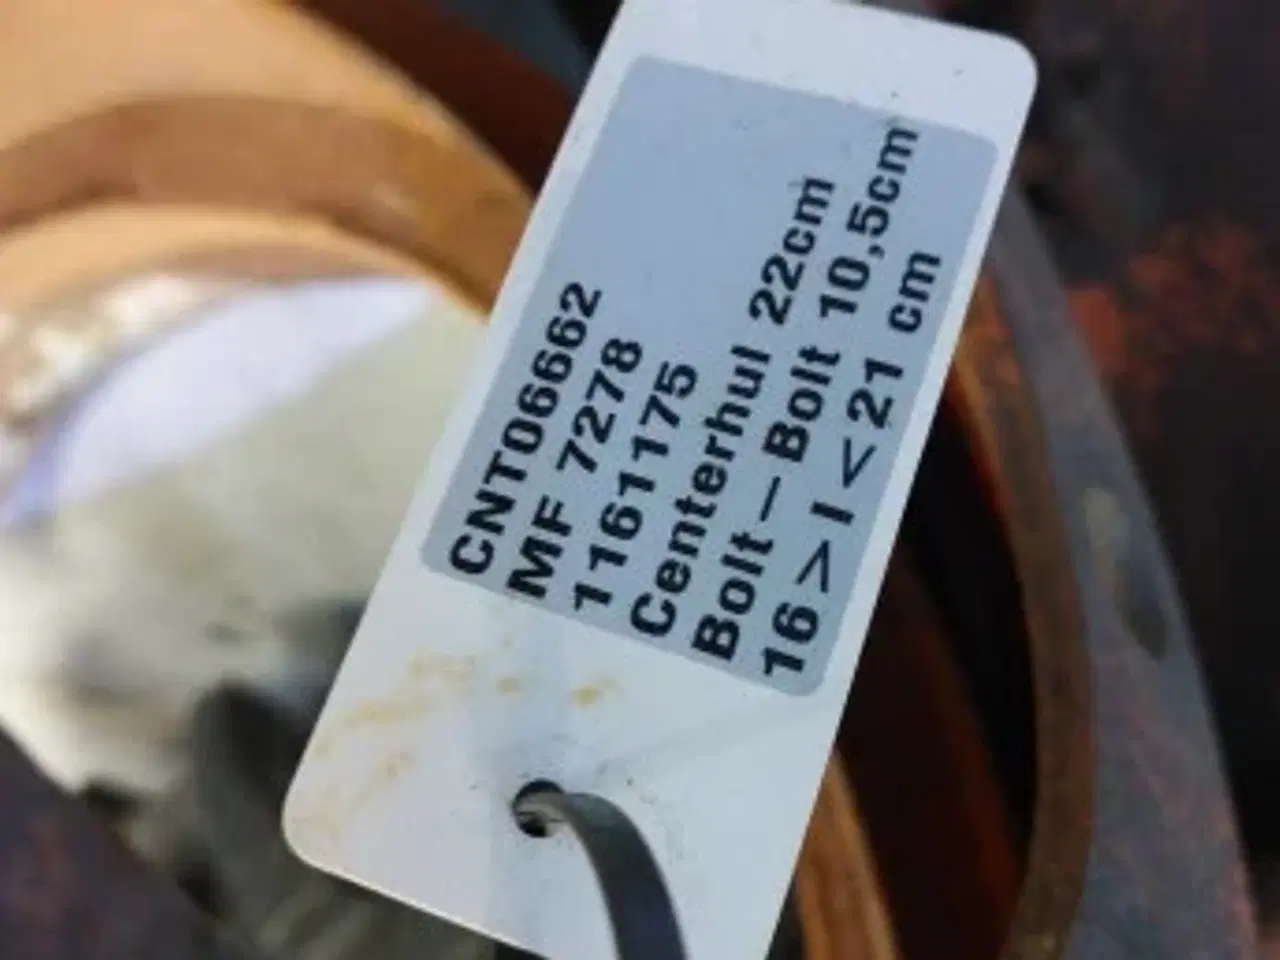 CNT06662
MF 7278
1161175
Centerhul 22cm
Bolt-Bolt 10,5cm
16>I<21 cm